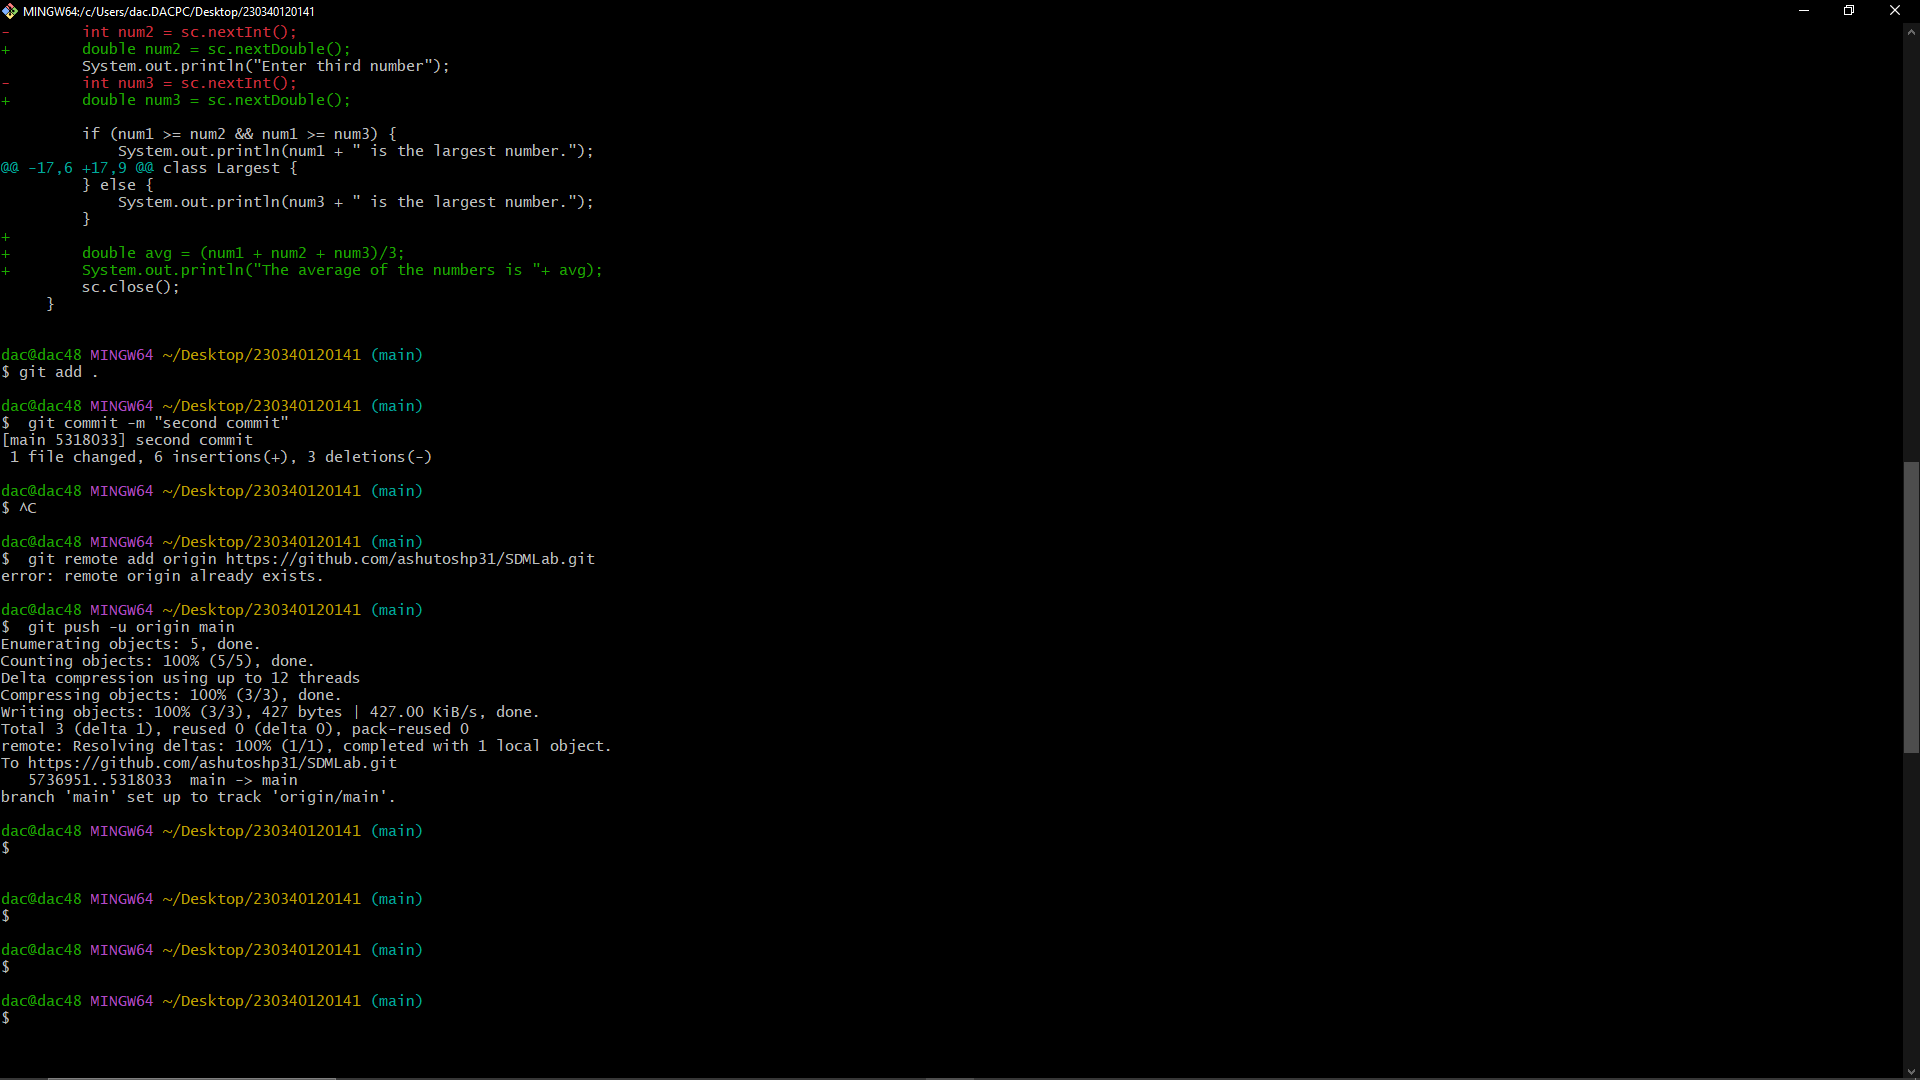 MINGW64:/c/Users/dac.DACPC/Desktop/230340120141
-        int num2 = sc.nextInt();
+        double num2 = sc.nextDouble();
         System.out.println("Enter third number");
-        int num3 = sc.nextInt();
+        double num3 = sc.nextDouble();
         if (num1 >= num2 && num1 >= num3) {
             System.out.println(num1 + " is the largest number.");
@@ -17,6 +17,9 @@ class Largest {
         } else {
             System.out.println(num3 + " is the largest number.");
         }
+
+        double avg = (num1 + num2 + num3)/3;
+        System.out.println("The average of the numbers is "+ avg);
         sc.close();
     }
dac@dac48 MINGW64 ~/Desktop/230340120141 (main)
$ git add .
dac@dac48 MINGW64 ~/Desktop/230340120141 (main)
$  git commit -m "second commit"
[main 5318033] second commit
 1 file changed, 6 insertions(+), 3 deletions(-)
dac@dac48 MINGW64 ~/Desktop/230340120141 (main)
$ ^C
dac@dac48 MINGW64 ~/Desktop/230340120141 (main)
$  git remote add origin https://github.com/ashutoshp31/SDMLab.git
error: remote origin already exists.
dac@dac48 MINGW64 ~/Desktop/230340120141 (main)
$  git push -u origin main
Enumerating objects: 5, done.
Counting objects: 100% (5/5), done.
Delta compression using up to 12 threads
Compressing objects: 100% (3/3), done.
Writing objects: 100% (3/3), 427 bytes | 427.00 KiB/s, done.
Total 3 (delta 1), reused 0 (delta 0), pack-reused 0
remote: Resolving deltas: 100% (1/1), completed with 1 local object.
To https://github.com/ashutoshp31/SDMLab.git
   5736951..5318033  main -> main
branch 'main' set up to track 'origin/main'.
dac@dac48 MINGW64 ~/Desktop/230340120141 (main)
$
dac@dac48 MINGW64 ~/Desktop/230340120141 (main)
$
dac@dac48 MINGW64 ~/Desktop/230340120141 (main)
$
dac@dac48 MINGW64 ~/Desktop/230340120141 (main)
$